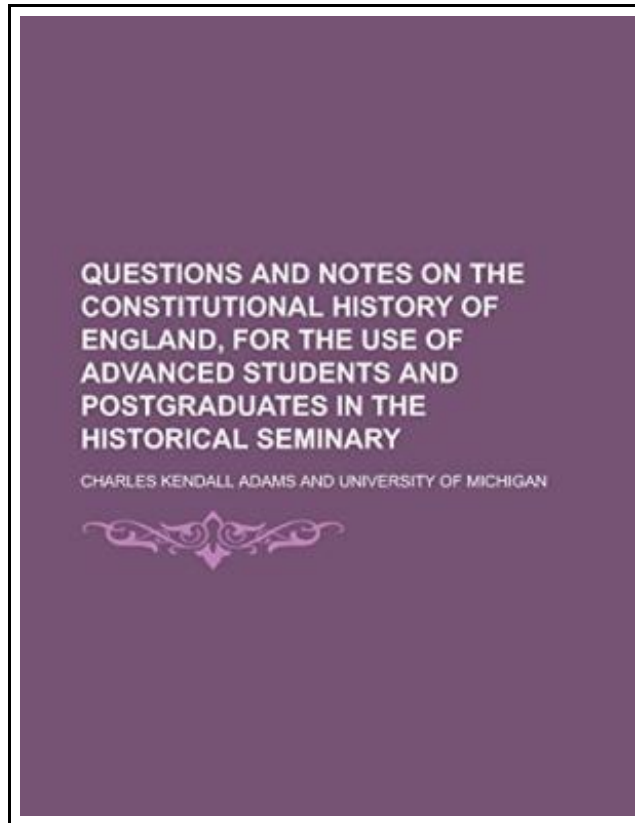 QUESTIONS AND NOTES ON THE
CONSTITUTIONAL HISTORY OF
ENGLAND, FOR THE USE OF
ADVANCED STUDENTS AND
POSTGRADUATES IN THE
HISTORICAL SEMINARY
CHARLES KENDALL ADAMS AND UNIVERSITY OF MICHIGAN